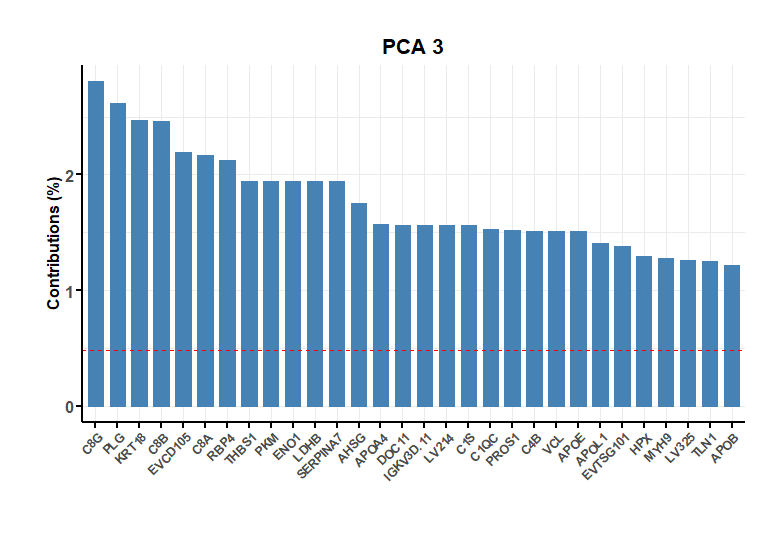 PCA 3
Contributions (%)
2
1
0
C8G
PLG
KRT18
C8B
EVCD105
C8A
RBP4
THBS1
PKM
ENO1
LDHB
SERPINA7
AHSG
APOA4
DOC11
IGKV3D.11
LV214
C1S
C1QC
PROS1
C4B
VCL
APOE
APOL1
EVTSG101
HPX
MYH9
LV325
TLN1
APOB